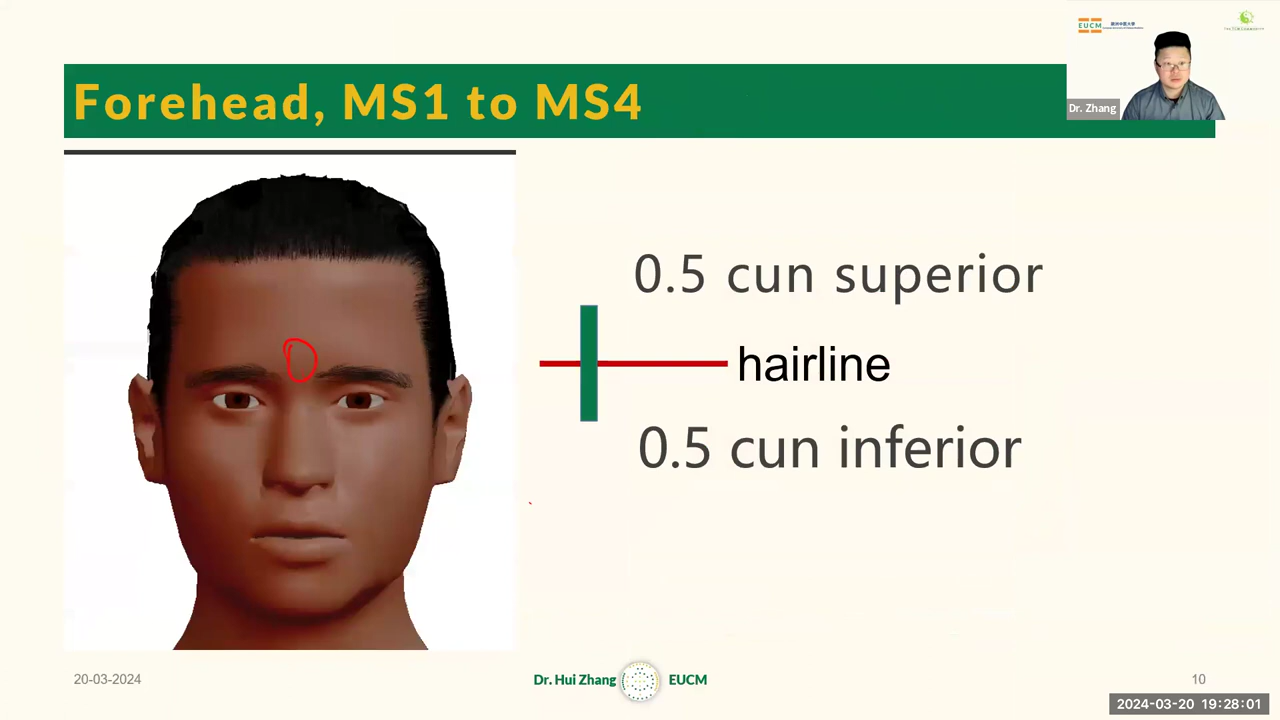 Forehead, MS1 to MS4
EUCM
Dr. Zhang
0.5 cun superior
hairline
0.5 cun inferior
20-03-2024
Dr. Hui Zhang
EUCM
10
2024-03-20 19:28:01